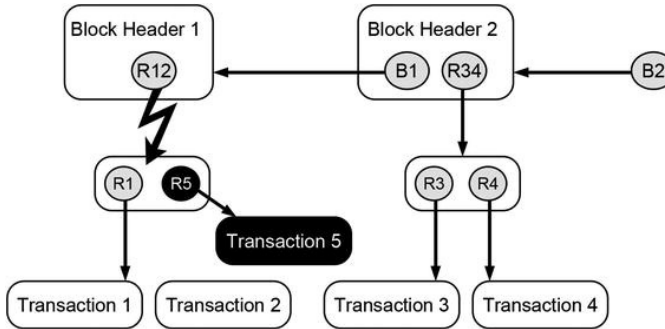 Block Header 1
Block Header 2
R12
B1
R34
B2
R1
R5
R3
R4
Transaction 5
Transaction 1
Transaction 2
Transaction 3
Transaction 4